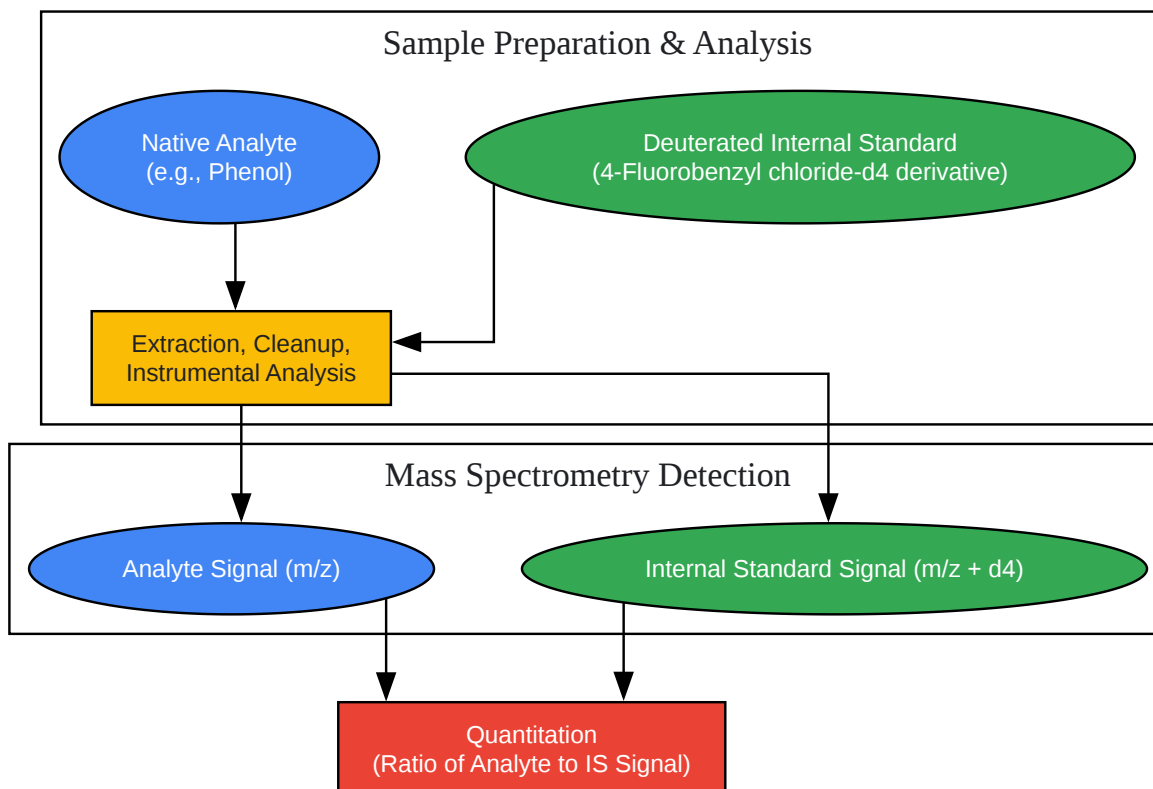 Sample Preparation & Analysis
Native Analyte
(e.g., Phenol)
Deuterated Internal Standard
(4-Fluorobenzyl chloride-d4 derivative)
Extraction, Cleanup,
Instrumental Analysis
Mass Spectrometry Detection
Analyte Signal (m/z)
Internal Standard Signal (m/z + d4)
Quantitation
(Ratio of Analyte to IS Signal)